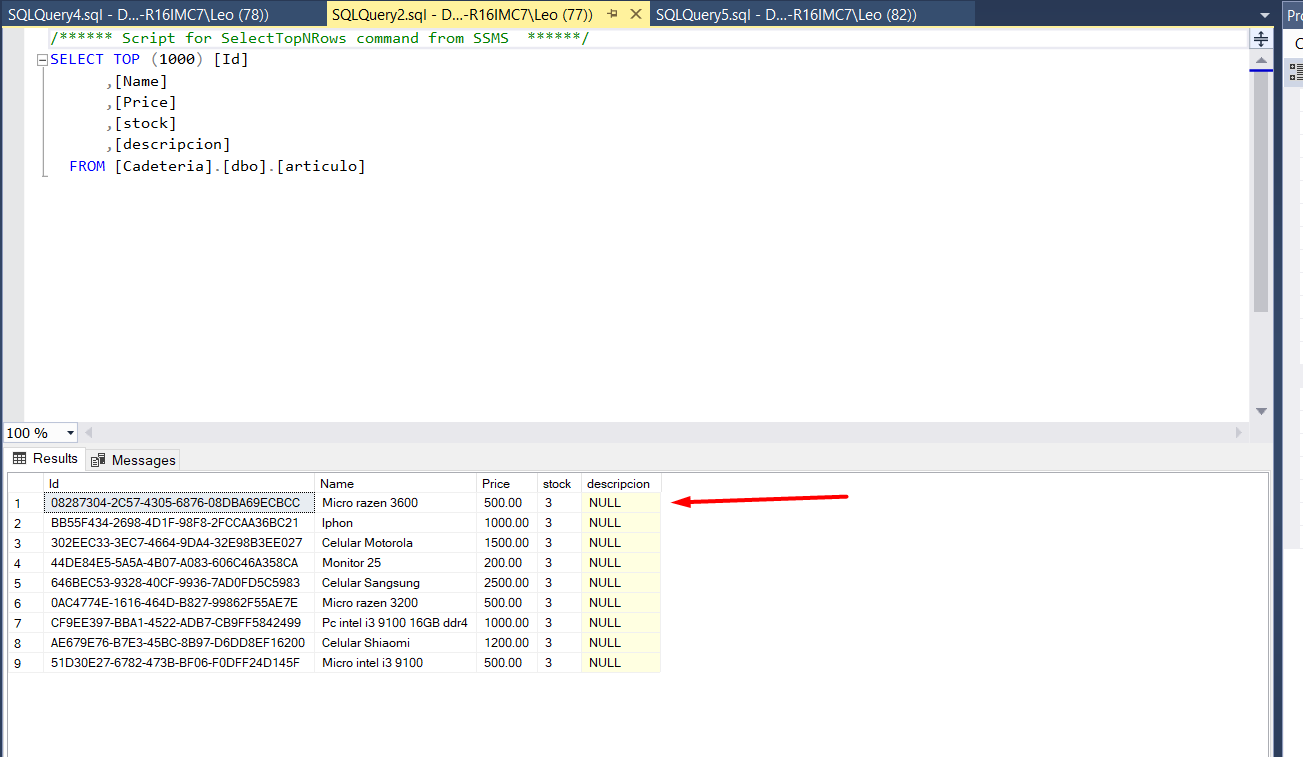 SQLQuery4.sql - D...-R16IMC7\Leo (78)) SQLQuery2.sql - D...-R16IMC7\Leo (77)) SQLQuery5.sql - D...-R16IMC7\Leo (82))
/****** Script for SelectTopNRows command from SSMS  ******/
SELECT TOP (1000) [Id]
,[Name]
,[Price]
,[stock]
,[descripcion]
FROM [Cadeteria].[dbo].[articulo]
100 %
Results Messages
Id Name Price stock descripcion
1 08287304-2C57-4305-6876-08DBA69ECBCC Micro razen 3600 500.00 3 NULL
2 BB55F434-2698-4D1F-98F8-2FCCAA36BC21 Iphon 1000.00 3 NULL
3 302EEC33-3EC7-4664-9DA4-32E98B3EE027 Celular Motorola 1500.00 3 NULL
4 44DE84E5-5A5A-4B07-A083-606C46A358CA Monitor 25 200.00 3 NULL
5 646BEC53-9328-40CF-9936-7AD0FD5C5983 Celular Sangsung 2500.00 3 NULL
6 0AC4774E-1616-464D-B827-99862F55AE7E Micro razen 3200 500.00 3 NULL
7 CF9EE397-BBA1-4522-ADB7-CB9FF5842499 Pc intel i3 9100 16GB ddr4 1000.00 3 NULL
8 AE679E76-B7E3-45BC-8B97-D6DD8EF16200 Celular Shiaomi 1200.00 3 NULL
9 51D30E27-6782-473B-BF06-F0DFF24D145F Micro intel i3 9100 500.00 3 NULL